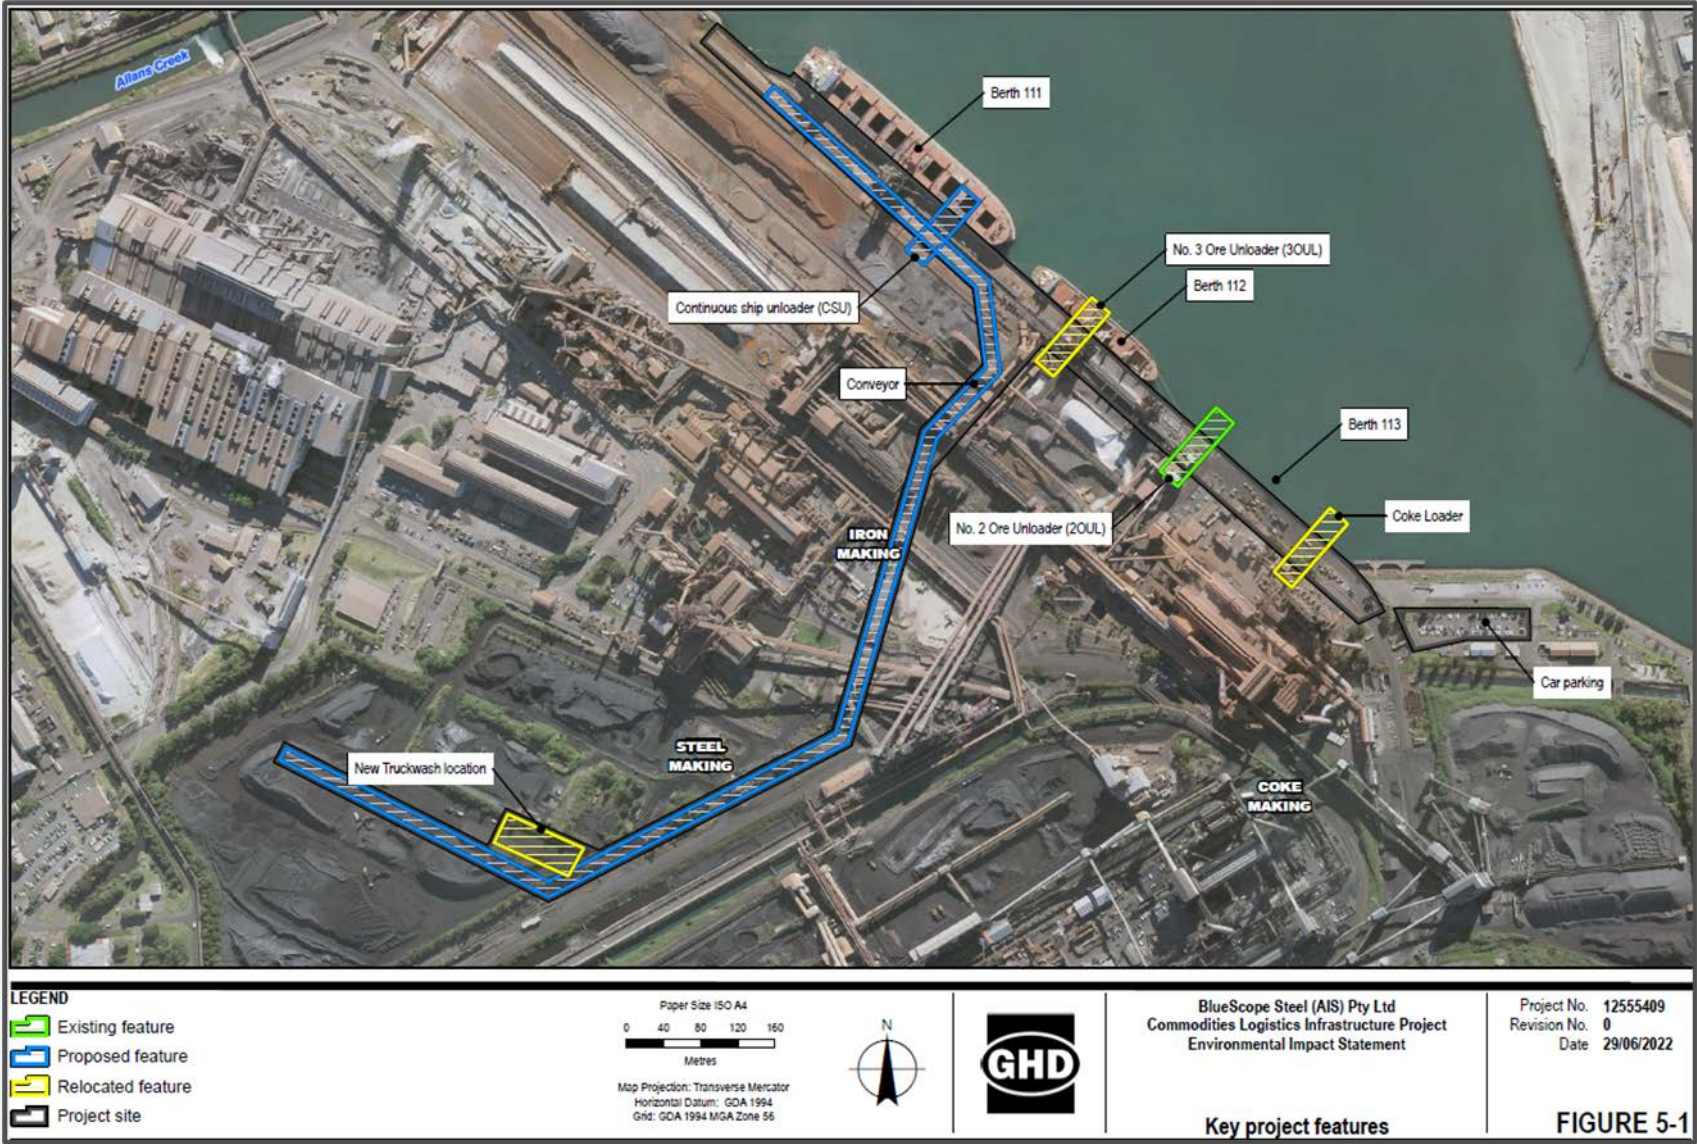 Allans Creek
Berth 111
No. 3 Ore Unloader (3OUL)
Berth 112
Continuous ship unloader (CSU)
Conveyor
Berth 113
No. 2 Ore Unloader (2OUL)
Coke Loader
IRON
MAKING
Car parking
STEEL
MAKING
New Truckwash location
COKE
MAKING
LEGEND
Existing feature
Proposed feature
Relocated feature
Project site
Paper Size ISO A4
0 40 80 120 160
Metres
Map Projection: Transverse Mercator
Horizontal Datum: GDA 1994
Grid: GDA 1994 MGA Zone 56
N
GHD
BlueScope Steel (AIS) Pty Ltd
Commodities Logistics Infrastructure Project
Environmental Impact Statement
Key project features
Project No. 12555409
Revision No. 0
Date 29/06/2022
FIGURE 5-1